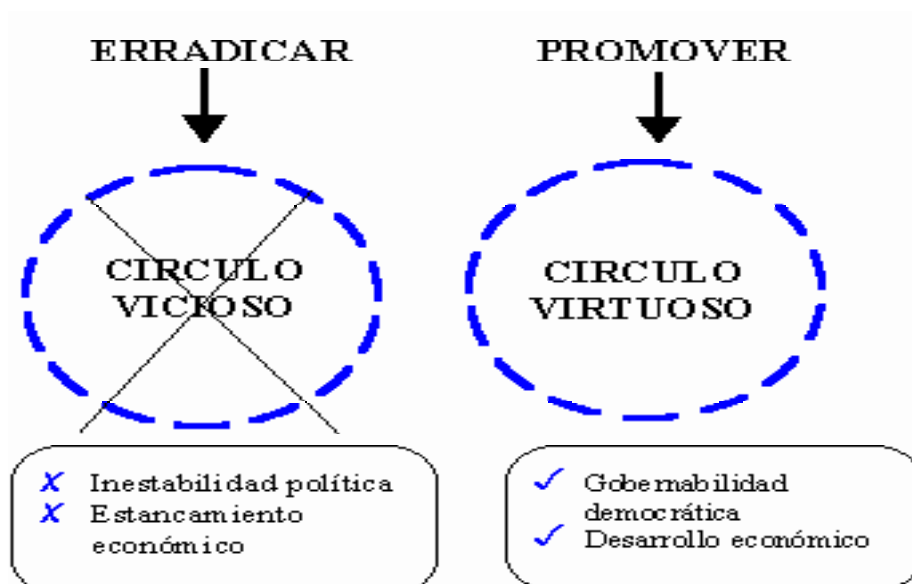 ERRADICAR
CIRCULO
VICIOSO
✗ Inestabilidad política
✗ Estancamiento
económico
PROMOVER
CIRCULO
VIRTUOSO
✓ Gobernabilidad
democrática
✓ Desarrollo económico